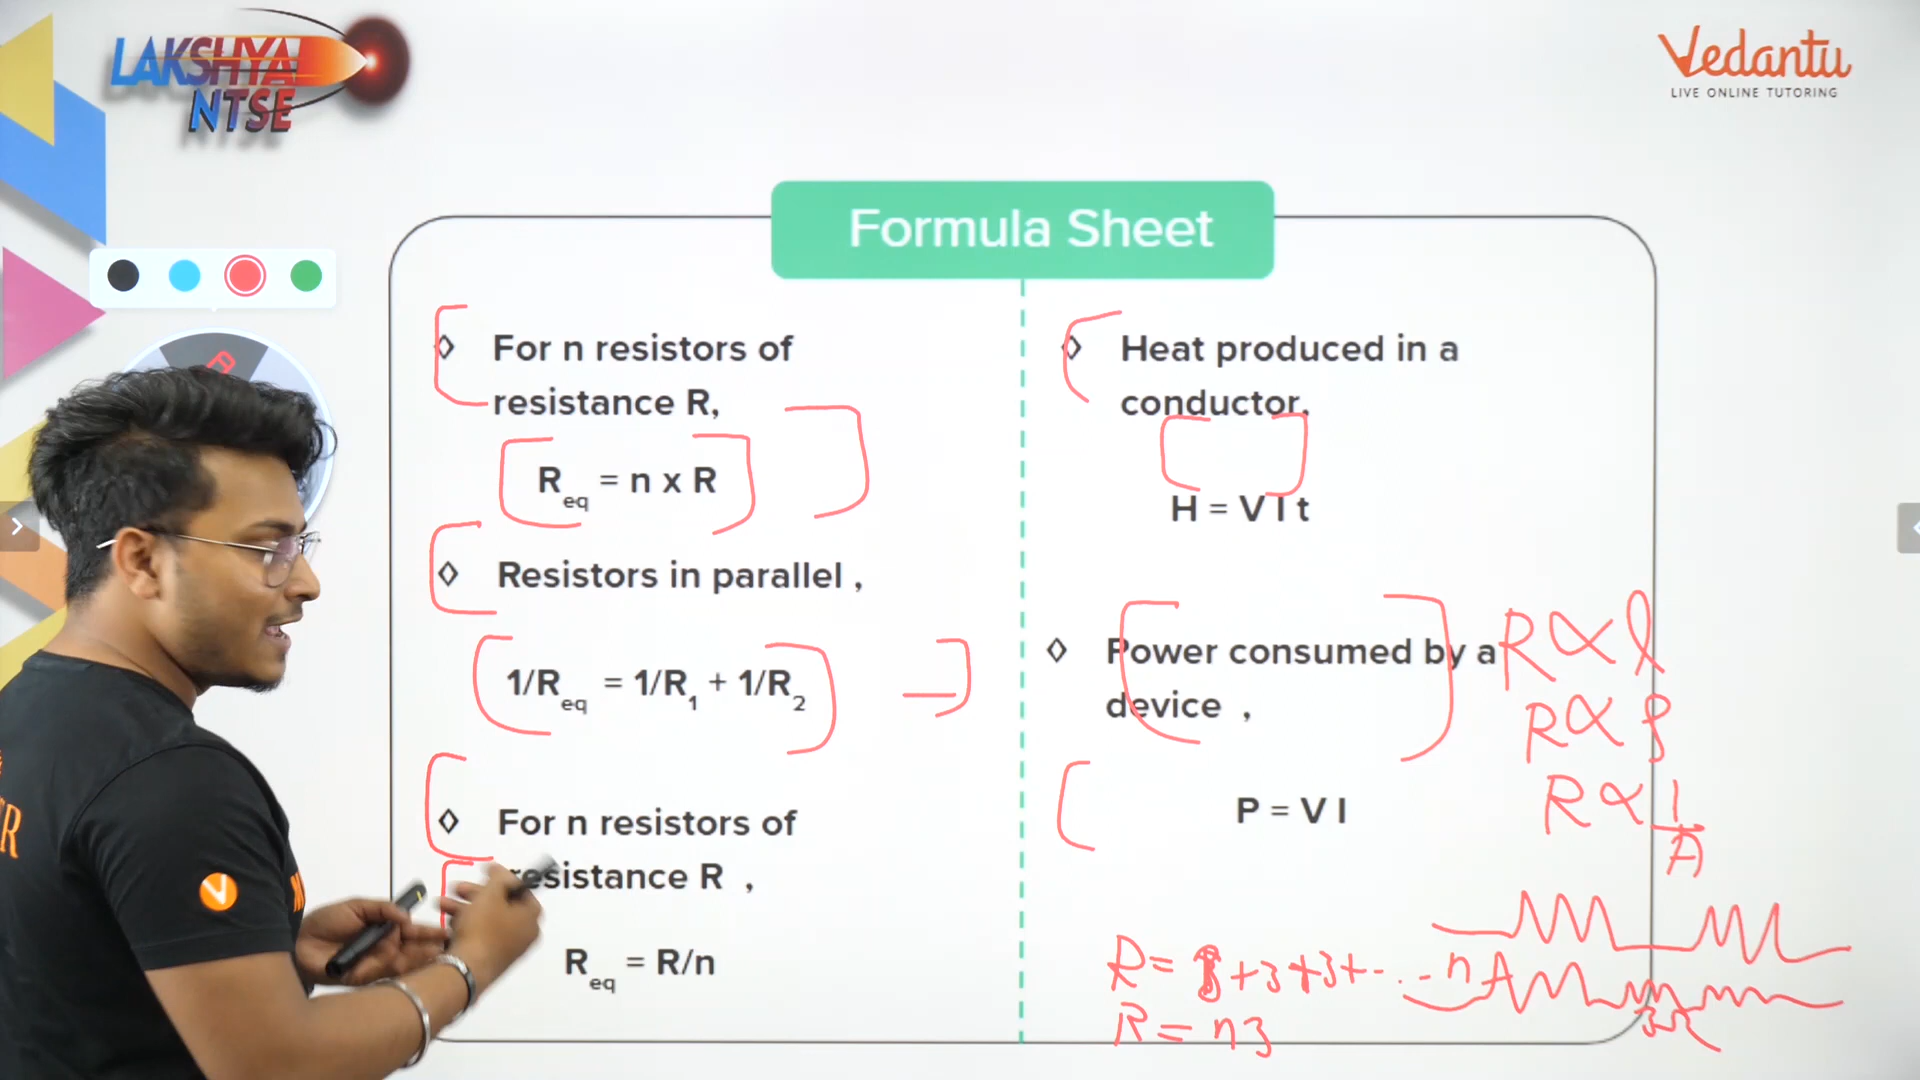 LAKSHYA
NTSE
Vedantu
LIVE ONLINE TUTORING
Formula Sheet
For n resistors of
resistance R,
Req = n x R
Resistors in parallel ,
1/Req = 1/R1 + 1/R2
For n resistors of
resistance R ,
Req = R/n
Heat produced in a
conductor,
H = V I t
Power consumed by a
device ,
P = V I
R ∝ l
R ∝ ρ
R ∝ 1/A
R = 3+3+3+-..-n
3Ω
R = n3
V